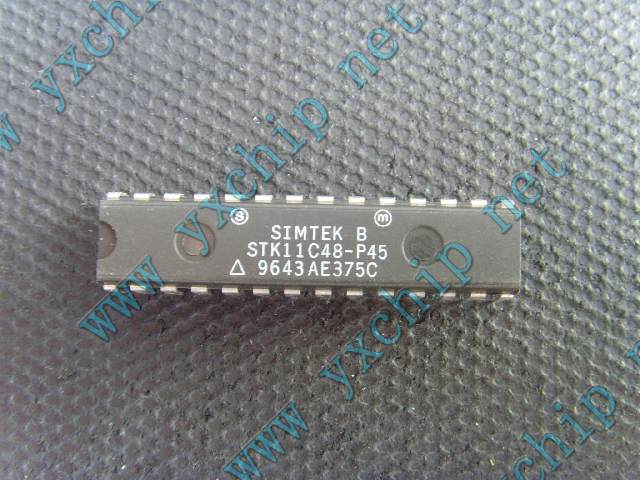 www yxchip net
www yxchip net
www yxchip net
S M
SIMTEK B
STK11C48-P45
△ 9643AE375C